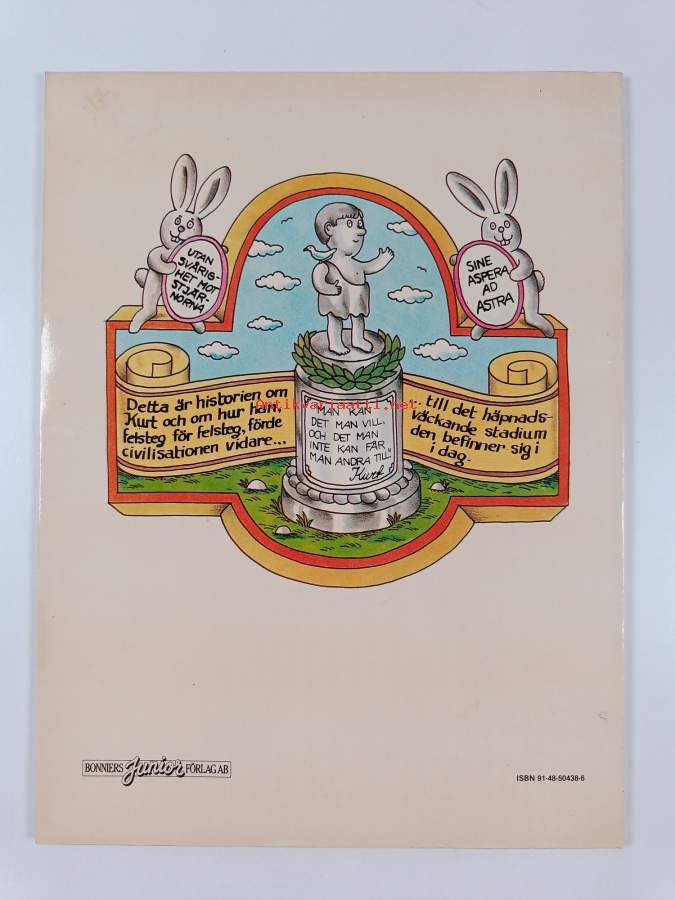 UTAN
SVÅRIG-
HET MOT
STJÄR-
NORNA
SINE
ASPERA
AD
ASTRA
Detta är historien om
Kurt och om hur han,
felsteg för felsteg, förde
civilisationen vidare...
"MAN KAN
DET MAN VILL.
OCH DET MAN
INTE KAN FÅR
MAN ANDRA TILL"
Kurt
...till det häpnads-
väckande stadium
den befinner sig i
i dag.
Antikvariaatti.net
BONNIERS Junior FÖRLAG AB
ISBN 91-48-50438-6